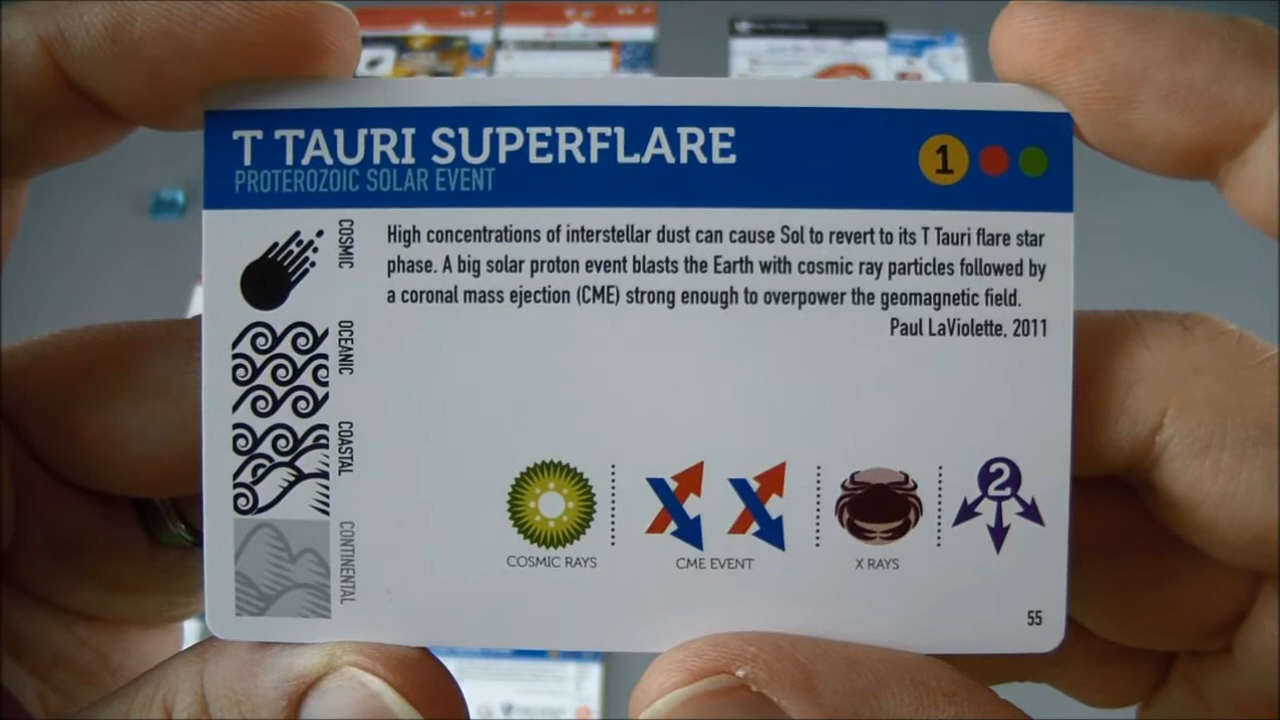 T TAURI SUPERFLARE
PROTEROZOIC SOLAR EVENT
1
COSMIC
High concentrations of interstellar dust can cause Sol to revert to its T Tauri flare star
phase. A big solar proton event blasts the Earth with cosmic ray particles followed by
a coronal mass ejection (CME) strong enough to overpower the geomagnetic field.
Paul LaViolette, 2011
OCEANIC
COASTAL
CONTINENTAL
2
COSMIC RAYS
CME EVENT
X RAYS
55